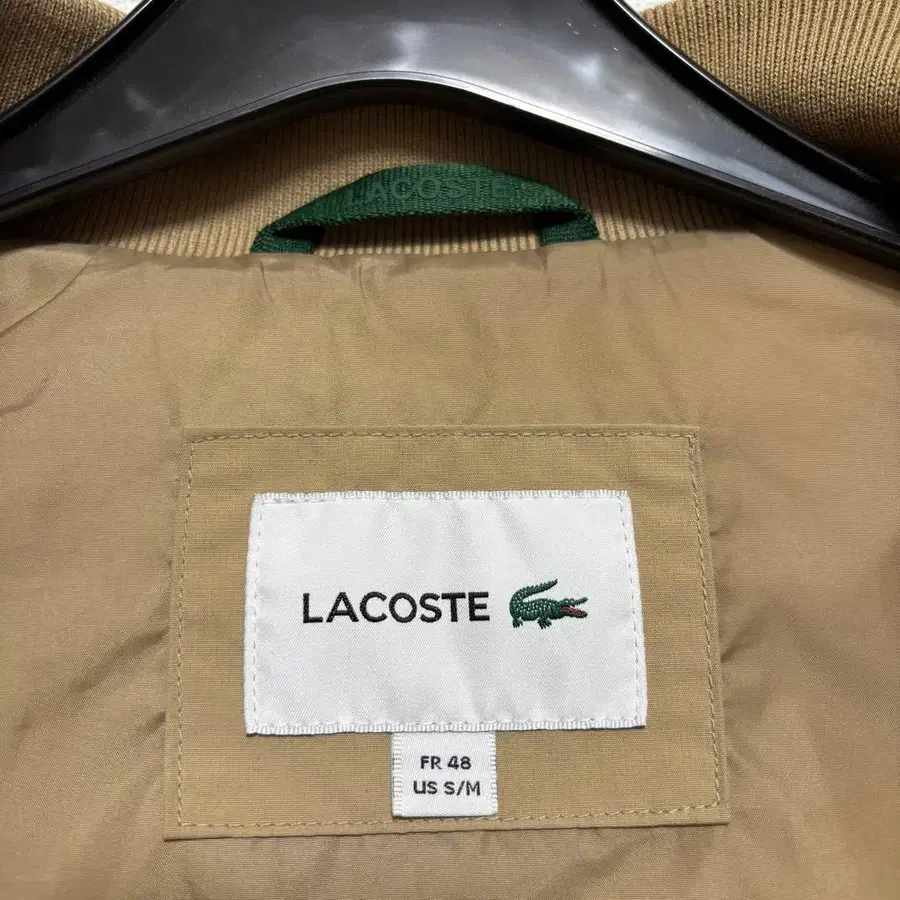 LACOSTE
LACOSTE
FR 48
US S/M